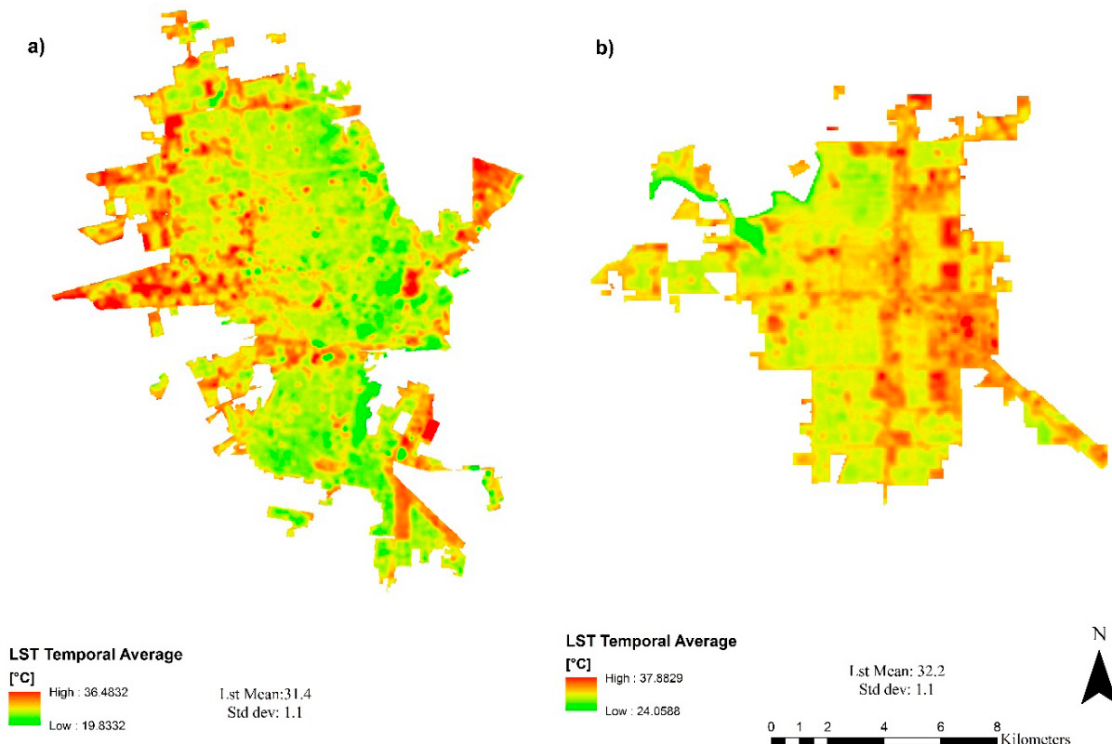 a)
b)
LST Temporal Average
[°C]
High : 36.4832
Low : 19.8332
Lst Mean:31.4
Std dev: 1.1
LST Temporal Average
[°C]
High : 37.8829
Low : 24.0588
Lst Mean: 32.2
Std dev: 1.1
N
0 1 2 4 6 8
Kilometers